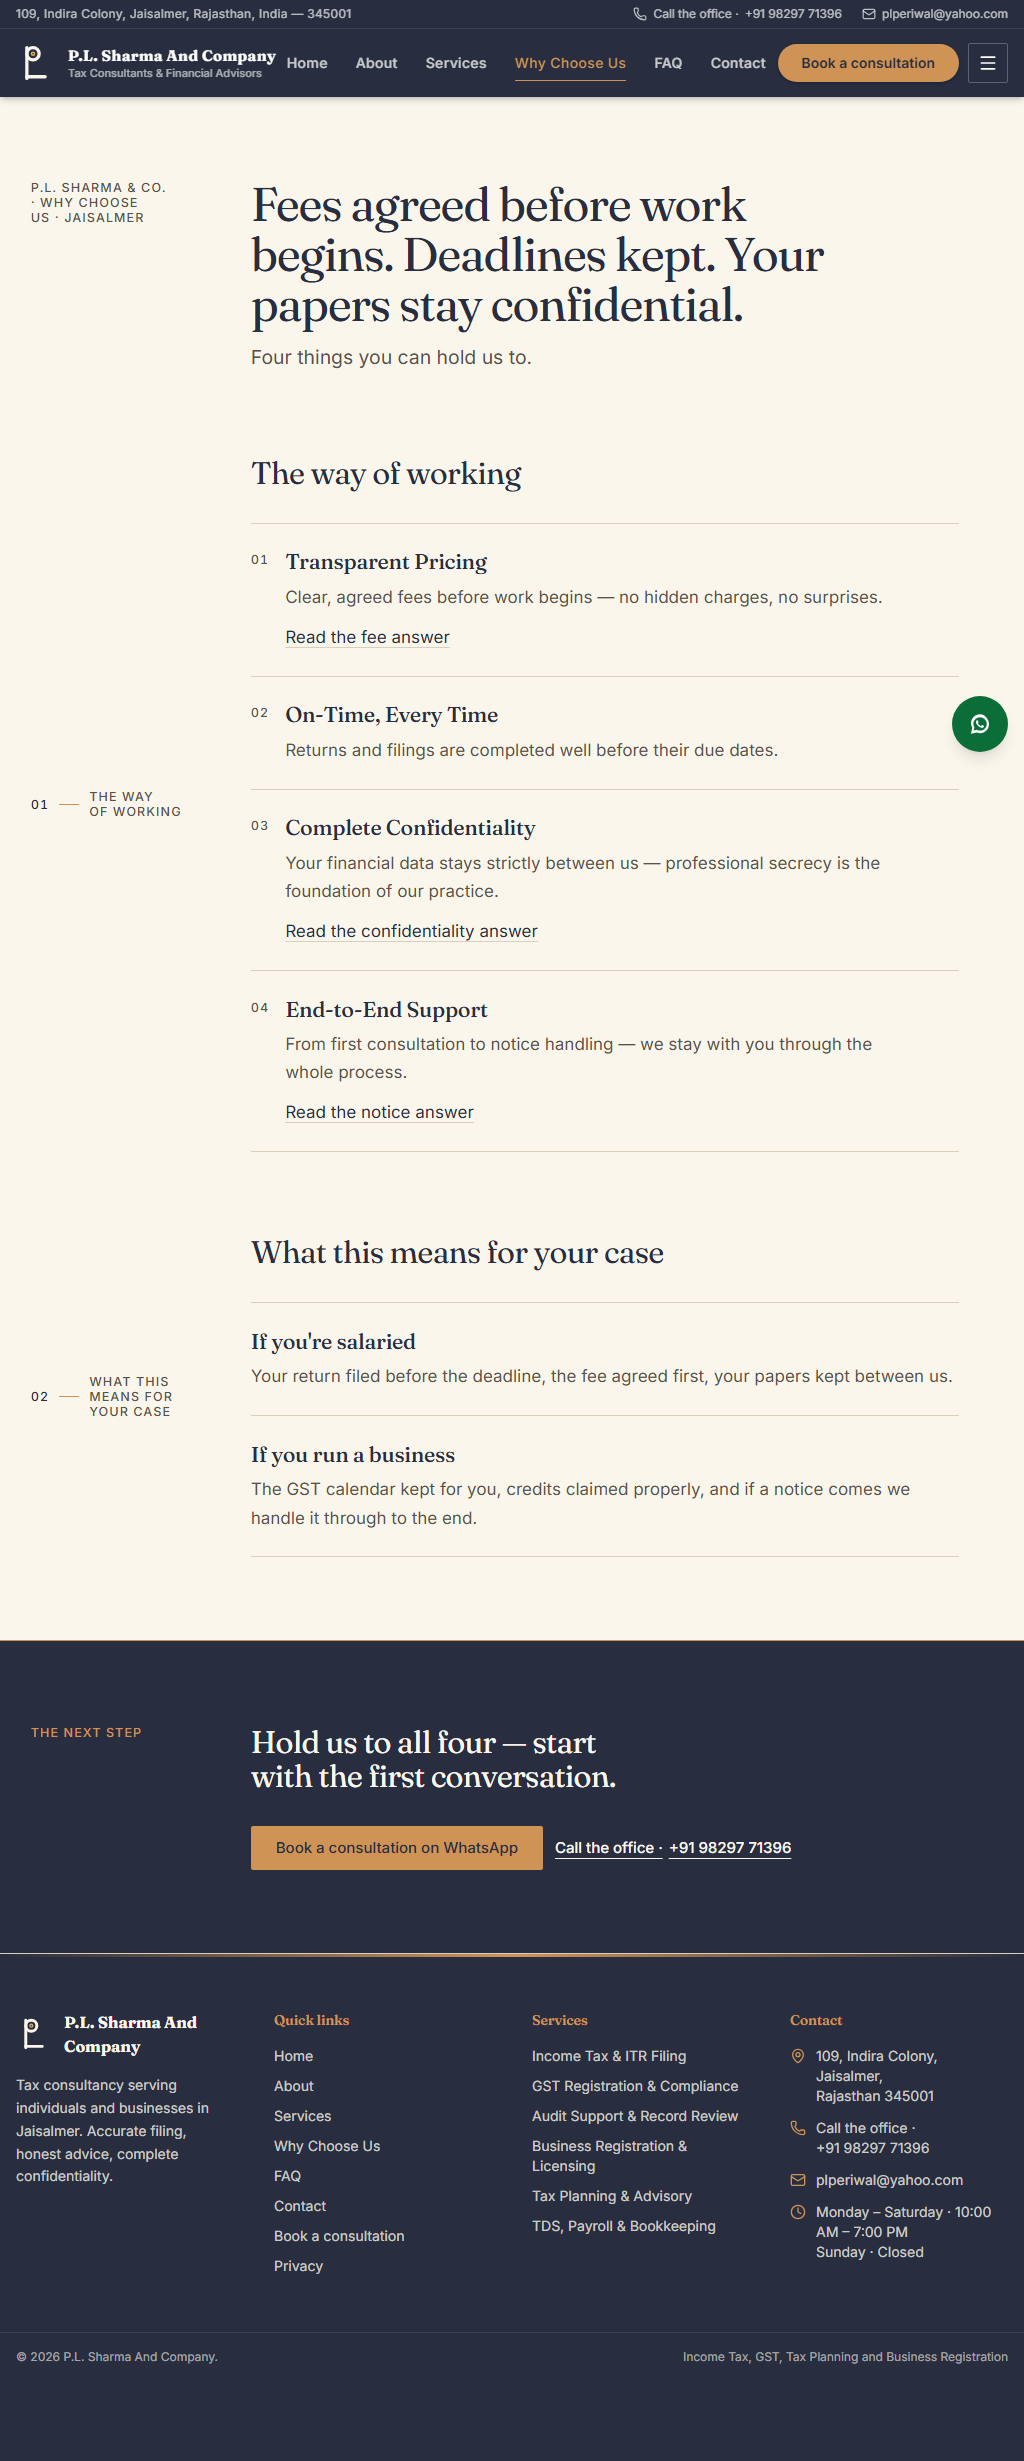 109, Indira Colony, Jaisalmer, Rajasthan, India — 345001
Call the office · +91 98297 71396
plperiwal@yahoo.com
P.L. Sharma And Company
Tax Consultants & Financial Advisors
Home
About
Services
Why Choose Us
FAQ
Contact
Book a consultation
P.L. SHARMA & CO.
· WHY CHOOSE
US · JAISALMER
Fees agreed before work
begins. Deadlines kept. Your
papers stay confidential.
Four things you can hold us to.
01
THE WAY
OF WORKING
The way of working
01
Transparent Pricing
Clear, agreed fees before work begins — no hidden charges, no surprises.
Read the fee answer
02
On-Time, Every Time
Returns and filings are completed well before their due dates.
03
Complete Confidentiality
Your financial data stays strictly between us — professional secrecy is the
foundation of our practice.
Read the confidentiality answer
04
End-to-End Support
From first consultation to notice handling — we stay with you through the
whole process.
Read the notice answer
02
WHAT THIS
MEANS FOR
YOUR CASE
What this means for your case
If you're salaried
Your return filed before the deadline, the fee agreed first, your papers kept between us.
If you run a business
The GST calendar kept for you, credits claimed properly, and if a notice comes we
handle it through to the end.
THE NEXT STEP
Hold us to all four — start
with the first conversation.
Book a consultation on WhatsApp
Call the office · +91 98297 71396
P.L. Sharma And
Company
Tax consultancy serving
individuals and businesses in
Jaisalmer. Accurate filing,
honest advice, complete
confidentiality.
Quick links
Home
About
Services
Why Choose Us
FAQ
Contact
Book a consultation
Privacy
Services
Income Tax & ITR Filing
GST Registration & Compliance
Audit Support & Record Review
Business Registration &
Licensing
Tax Planning & Advisory
TDS, Payroll & Bookkeeping
Contact
109, Indira Colony,
Jaisalmer,
Rajasthan 345001
Call the office ·
+91 98297 71396
plperiwal@yahoo.com
Monday – Saturday · 10:00
AM – 7:00 PM
Sunday · Closed
© 2026 P.L. Sharma And Company.
Income Tax, GST, Tax Planning and Business Registration